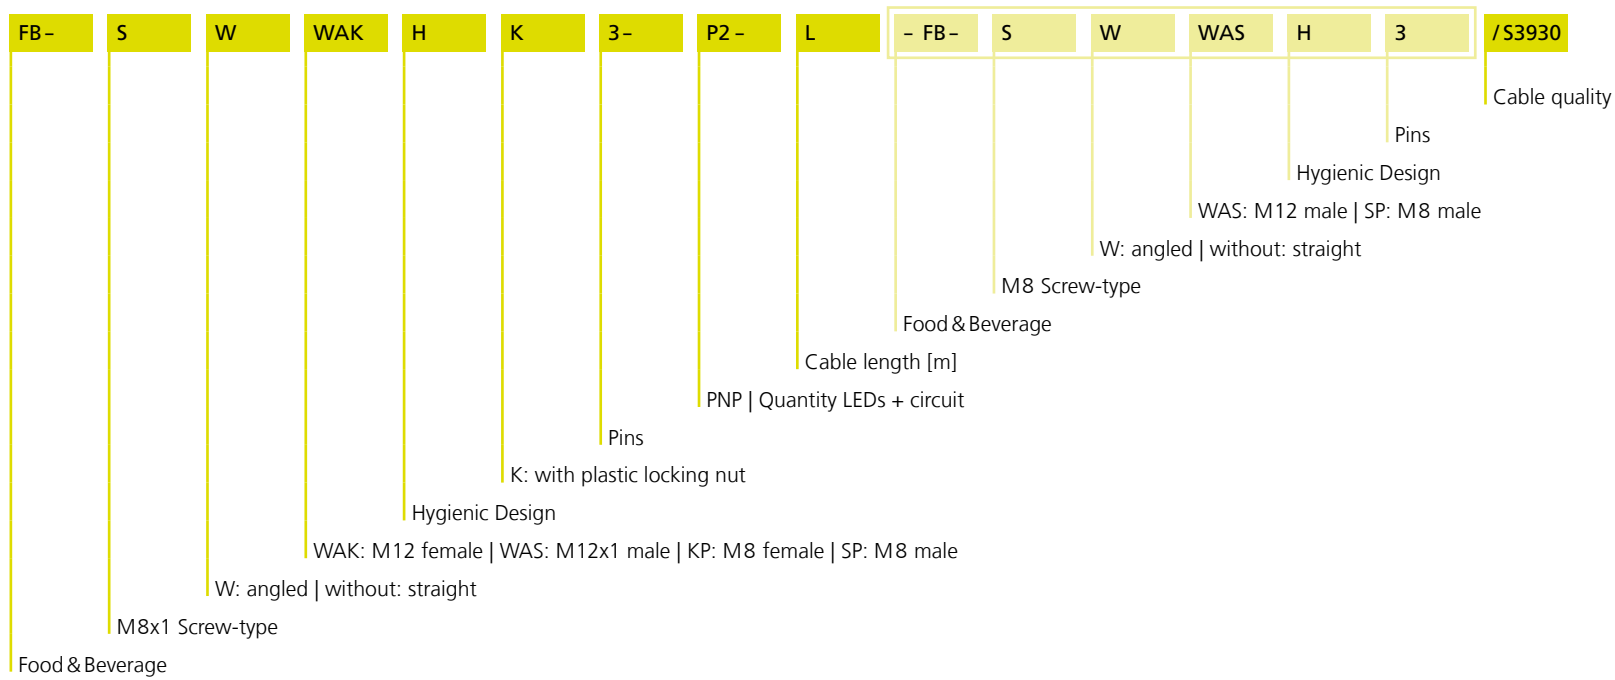 FB– S W WAK H K 3– P2– L – FB– S W WAS H 3 /S3930
Cable quality
Pins
Hygienic Design
WAS: M12 male | SP: M8 male
W: angled | without: straight
M8 Screw-type
Food & Beverage
Cable length [m]
PNP | Quantity LEDs + circuit
Pins
K: with plastic locking nut
Hygienic Design
WAK: M12 female | WAS: M12x1 male | KP: M8 female | SP: M8 male
W: angled | without: straight
M8x1 Screw-type
Food & Beverage